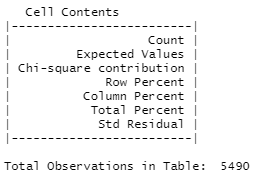 Cell Contents
|-------------------------|
| Count |
| Expected Values |
| Chi-square contribution |
| Row Percent |
| Column Percent |
| Total Percent |
| Std Residual |
|-------------------------|
Total Observations in Table: 5490